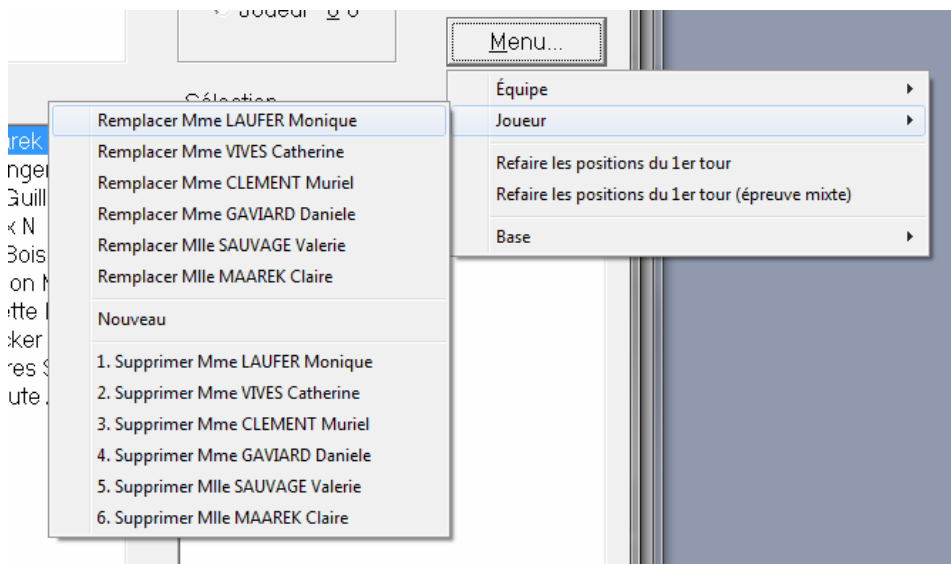 Joueur
Menu...
Sélection
Équipe
Joueur
Refaire les positions du 1er tour
Refaire les positions du 1er tour (épreuve mixte)
Base
Remplacer Mme LAUFER Monique
Remplacer Mme VIVES Catherine
Remplacer Mme CLEMENT Muriel
Remplacer Mme GAVIARD Daniele
Remplacer Mlle SAUVAGE Valerie
Remplacer Mlle MAAREK Claire
Nouveau
1. Supprimer Mme LAUFER Monique
2. Supprimer Mme VIVES Catherine
3. Supprimer Mme CLEMENT Muriel
4. Supprimer Mme GAVIARD Daniele
5. Supprimer Mlle SAUVAGE Valerie
6. Supprimer Mlle MAAREK Claire